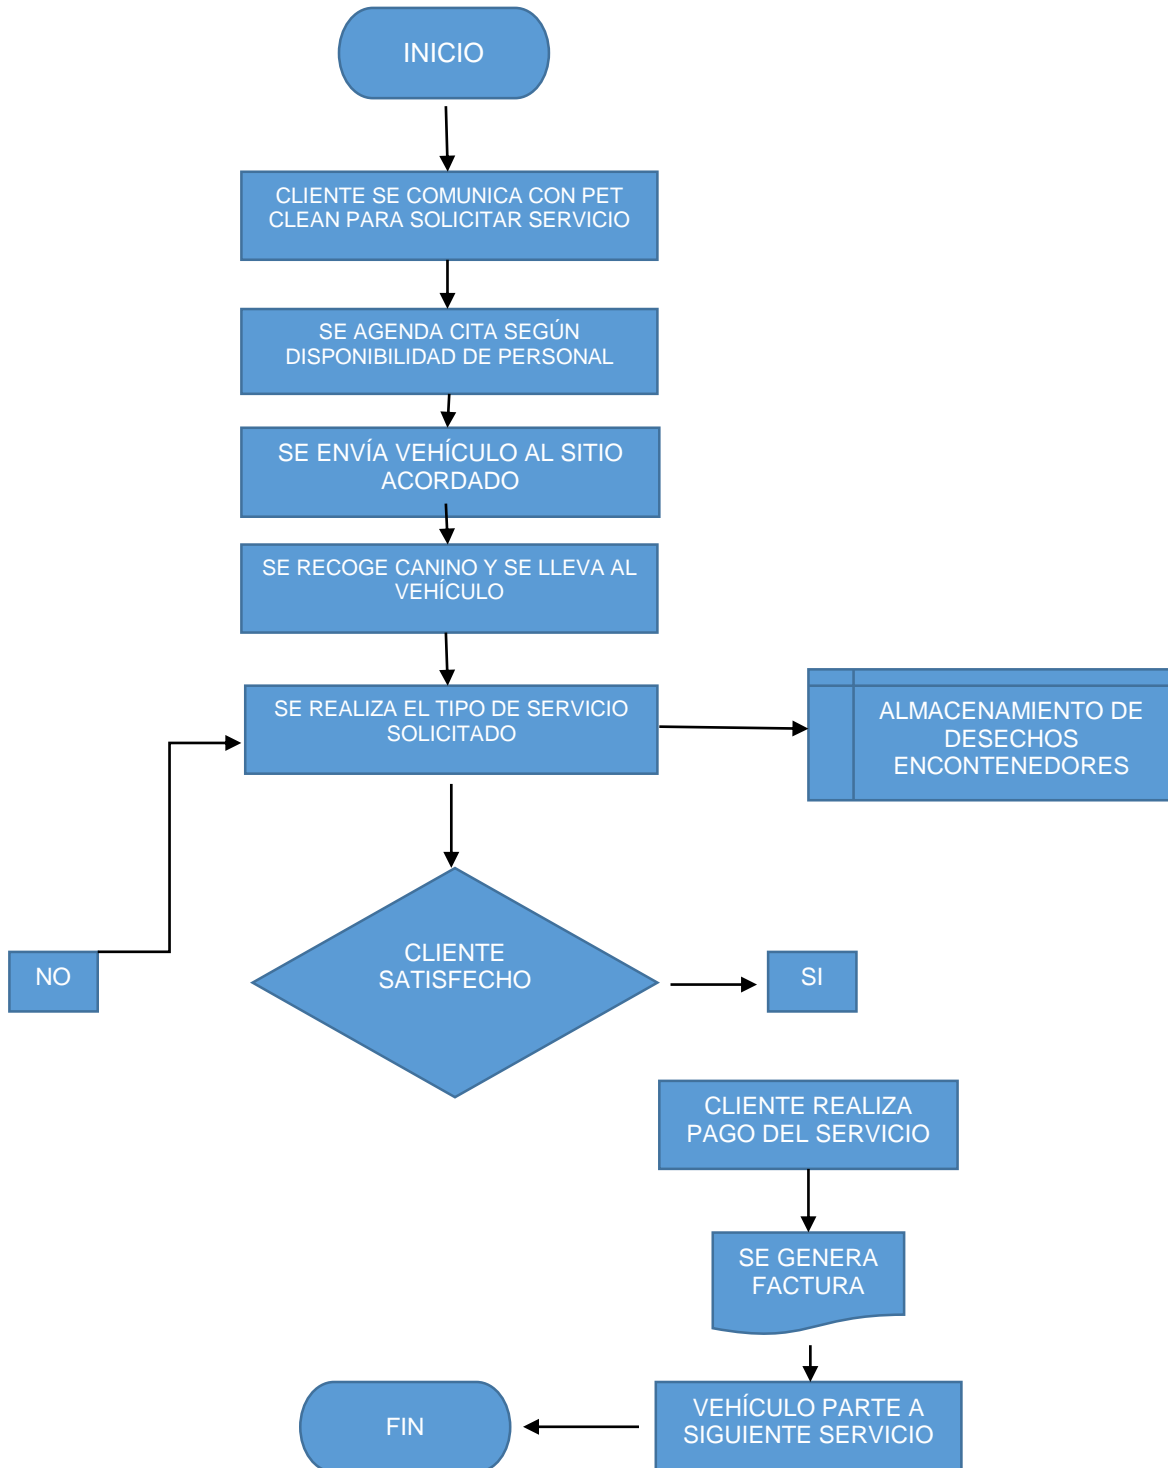 INICIO
CLIENTE SE COMUNICA CON PET
CLEAN PARA SOLICITAR SERVICIO
SE AGENDA CITA SEGÚN
DISPONIBILIDAD DE PERSONAL
SE ENVÍA VEHÍCULO AL SITIO
ACORDADO
SE RECOGE CANINO Y SE LLEVA AL
VEHÍCULO
SE REALIZA EL TIPO DE SERVICIO
SOLICITADO
ALMACENAMIENTO DE
DESECHOS
ENCONTENEDORES
CLIENTE
SATISFECHO
NO
SI
CLIENTE REALIZA
PAGO DEL SERVICIO
SE GENERA
FACTURA
VEHÍCULO PARTE A
SIGUIENTE SERVICIO
FIN